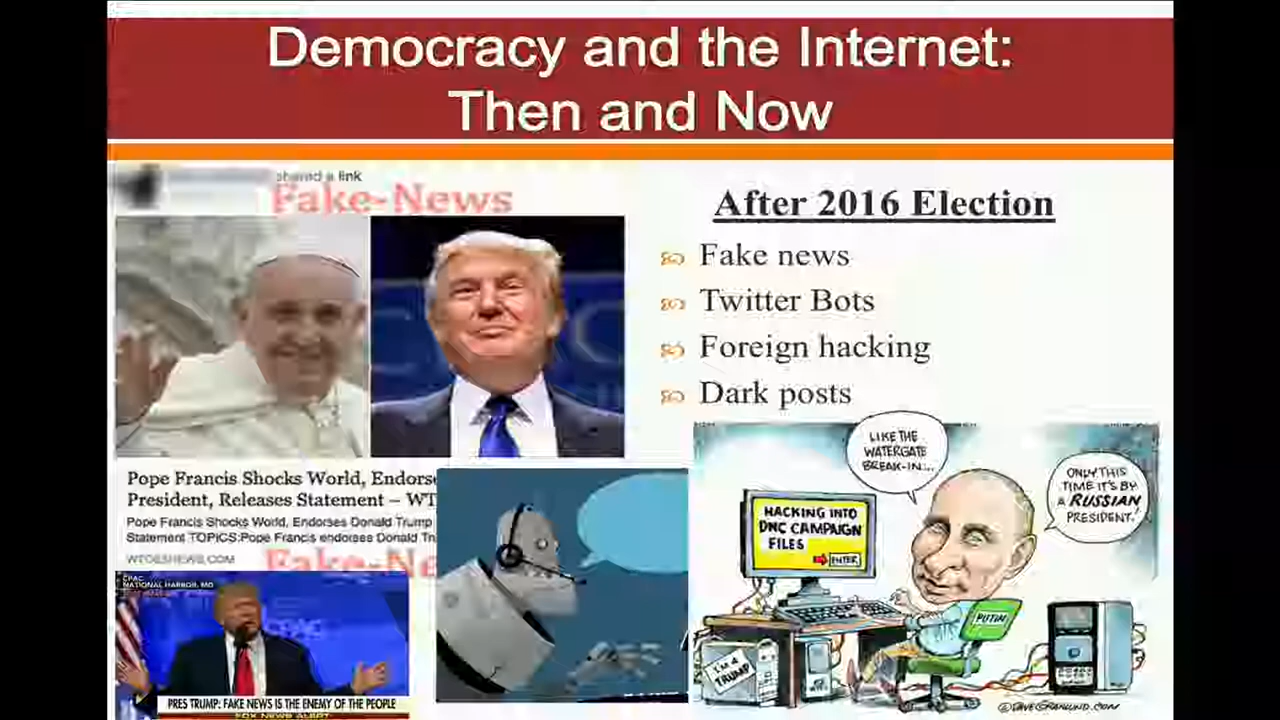 Democracy and the Internet:
Then and Now
shared a link
Fake-News
After 2016 Election
Fake news
Twitter Bots
Foreign hacking
Dark posts
Pope Francis Shocks World, Endorse
President, Releases Statement – WT
Pope Francis Shocks World, Endorses Donald Trump
Statement TOPICS:Pope Francis endorses Donald Tr
WTOE5NEWS.COM
Fake-Ne
CPAC
NATIONAL HARBOR, MD
PRES TRUMP: FAKE NEWS IS THE ENEMY OF THE PEOPLE
FOX NEWS ALERT
LIKE THE
WATERGATE
BREAK-IN...
ONLY THIS
TIME IT'S BY
A RUSSIAN
PRESIDENT.
HACKING INTO
DNC CAMPAIGN
FILES
ENTER
PUTIN
I'M 4
TRUMP
©DAVEGRANLUND.COM